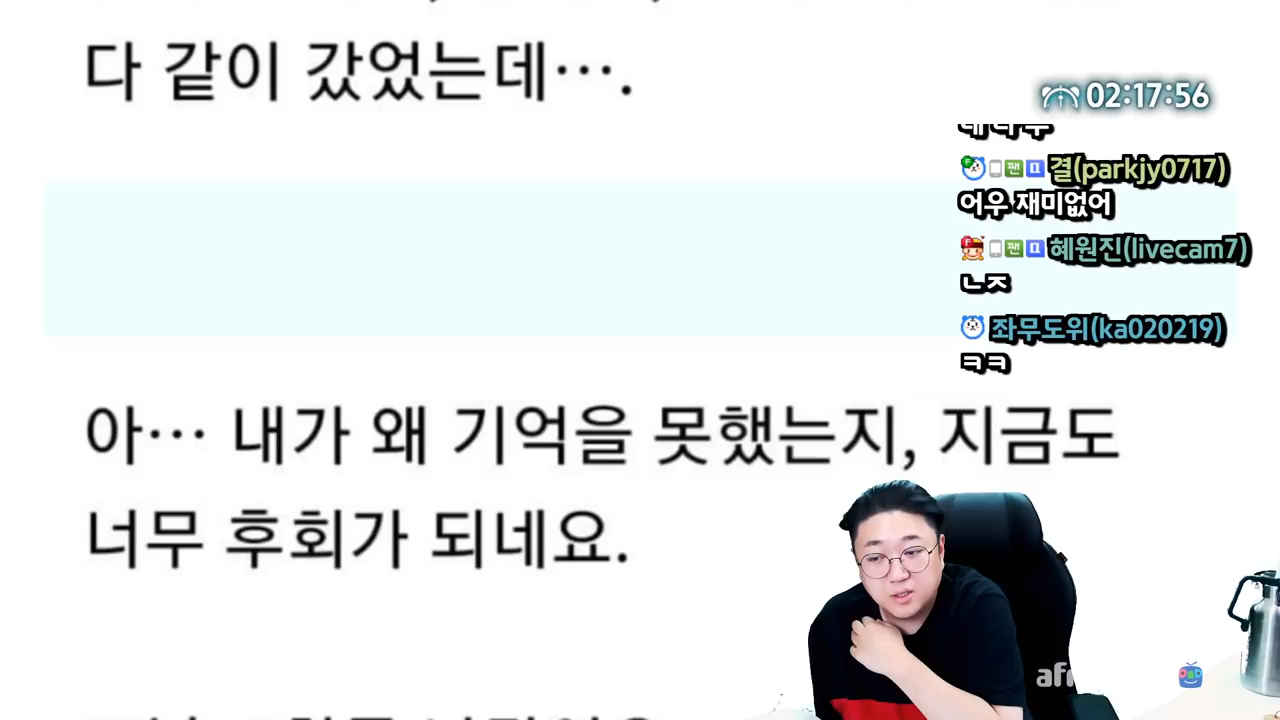 다 같이 갔었는데….
02:17:56
결(parkjy0717)
어우 재미없어
혜원진(livecam7)
ㄴㅈ
좌무도위(ka020219)
ㅋㅋ
아… 내가 왜 기억을 못했는지, 지금도
너무 후회가 되네요.